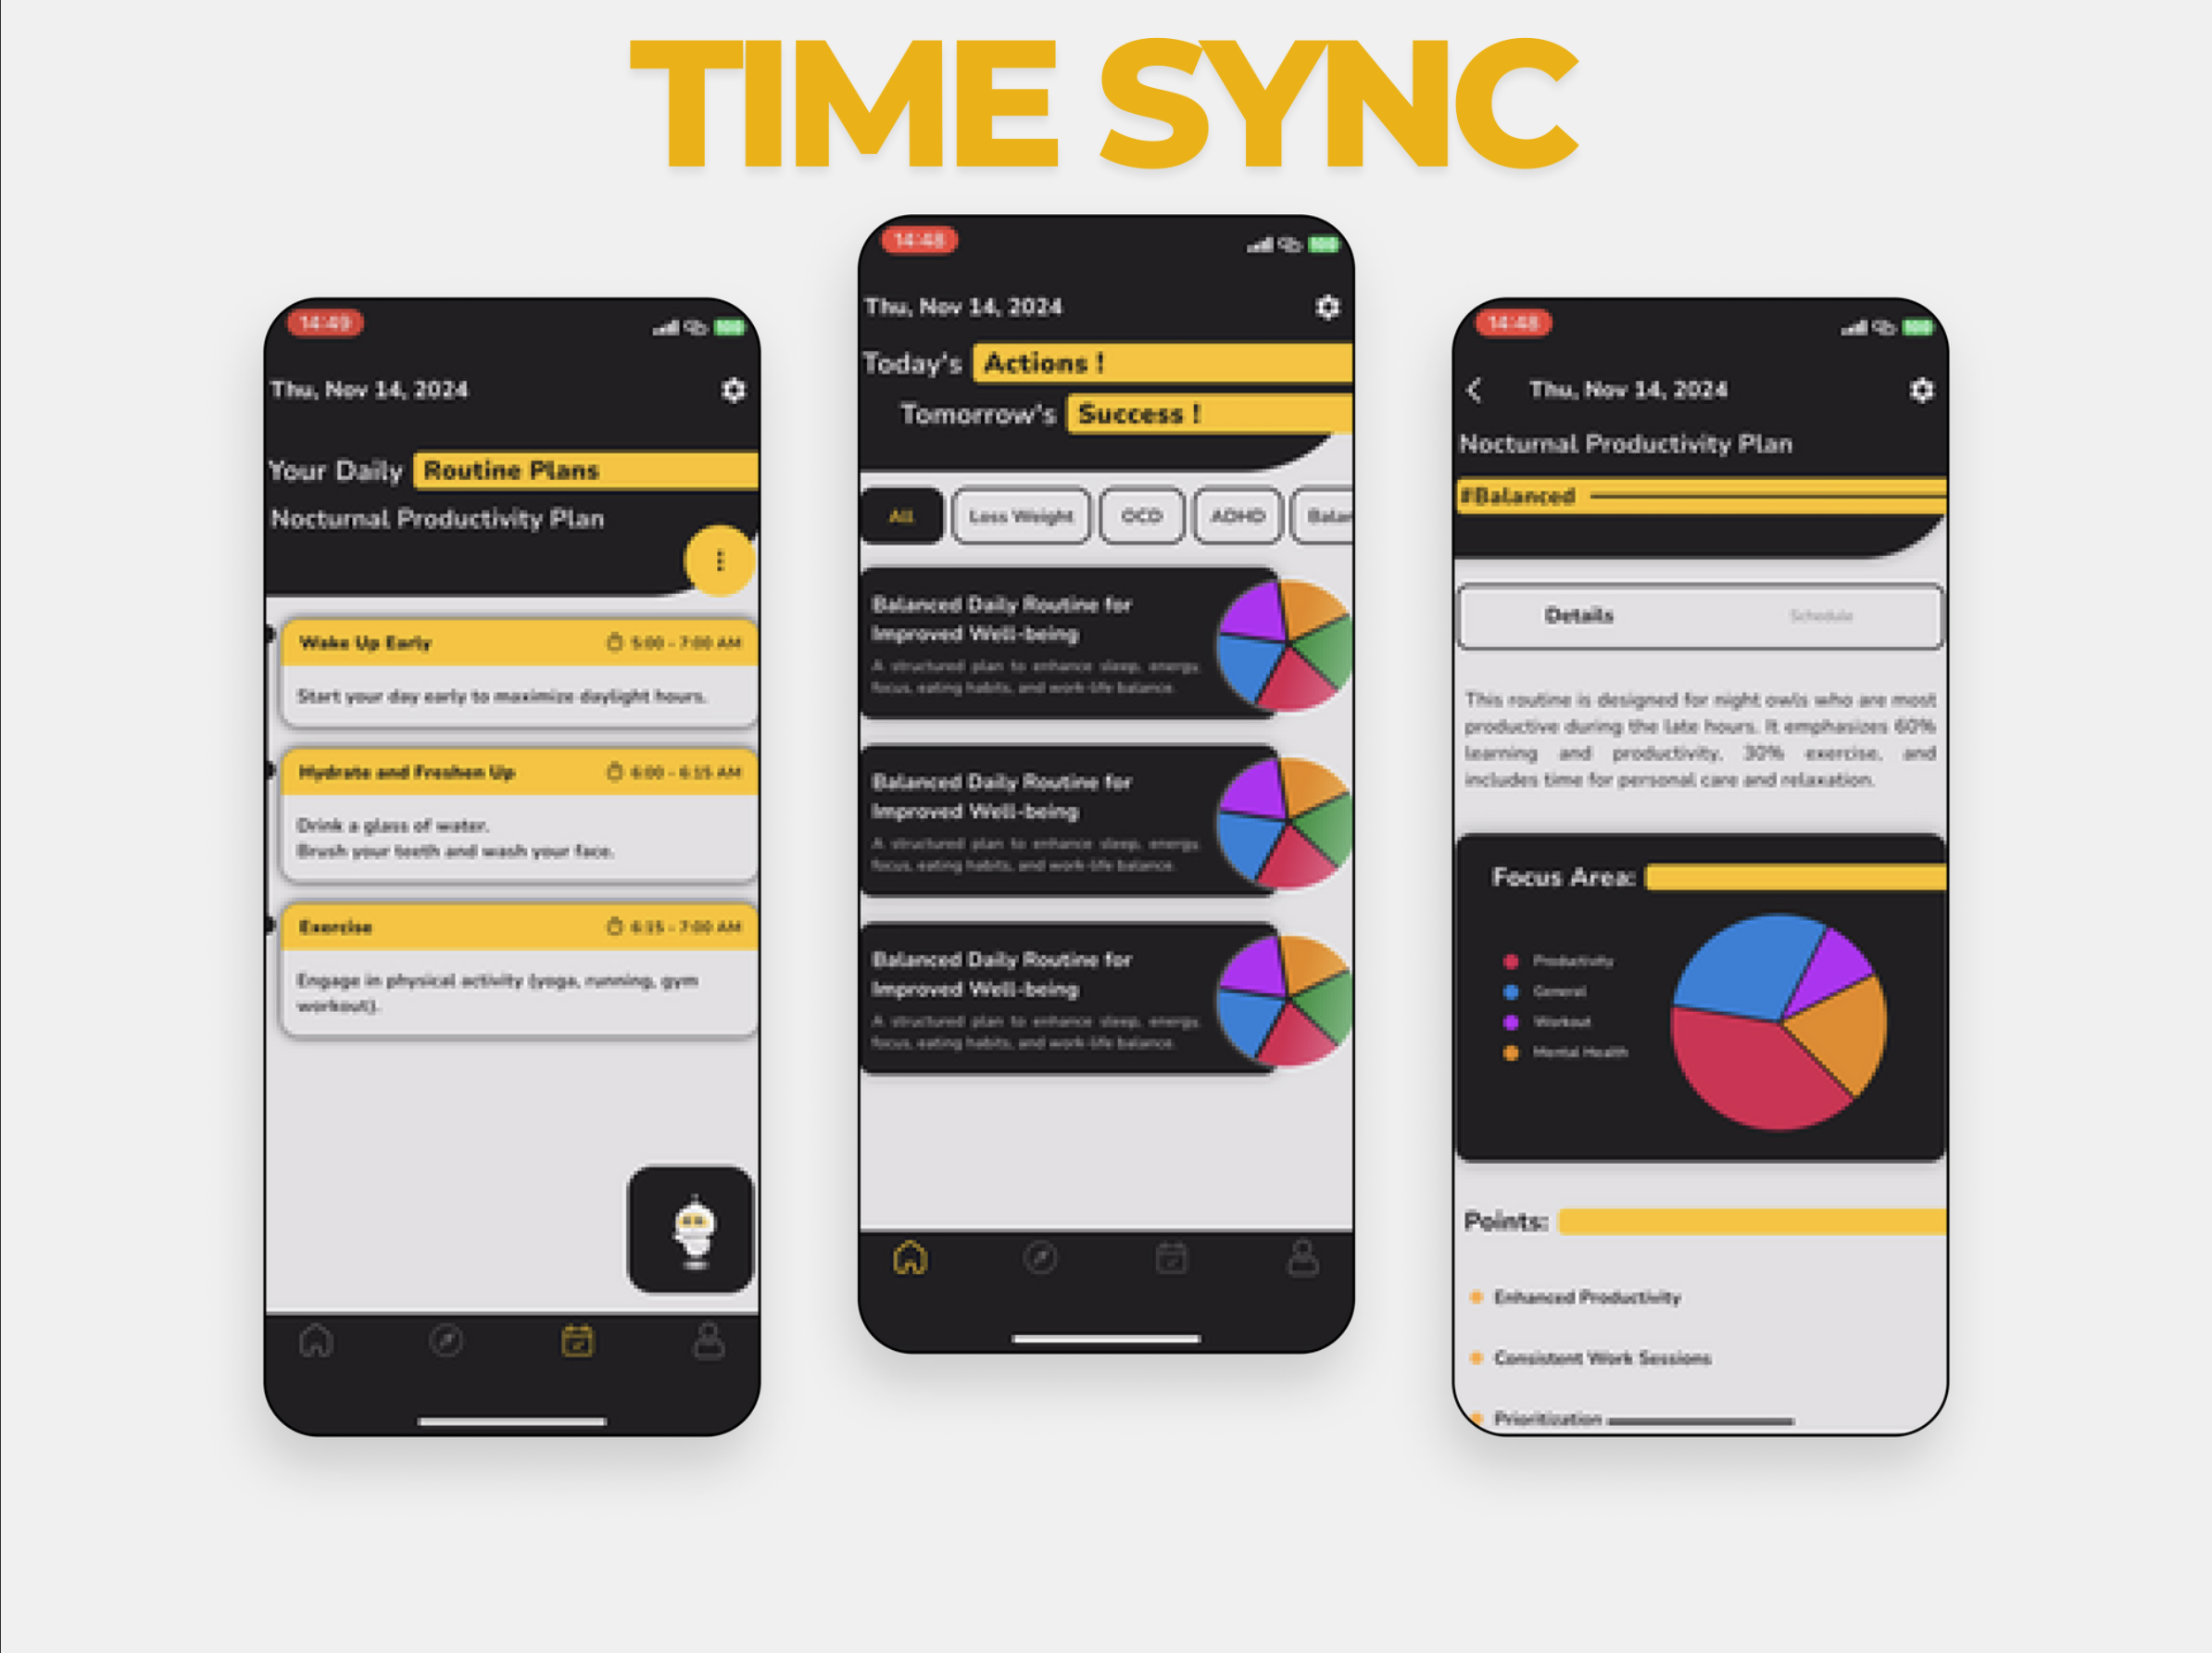 TIME SYNC
14:49
Thu, Nov 14, 2024
Your Daily Routine Plans
Nocturnal Productivity Plan
Wake Up Early 5:00 - 7:00 AM
Start your day early to maximize daylight hours.
Hydrate and Freshen Up 6:00 - 6:15 AM
Drink a glass of water.
Brush your teeth and wash your face.
Exercise 6:15 - 7:00 AM
Engage in physical activity (yoga, running, gym
workout).
14:48
100
Thu, Nov 14, 2024
Today's Actions !
Tomorrow's Success !
All Loss Weight OCD ADHD Balan
Balanced Daily Routine for
Improved Well-being
A structured plan to enhance sleep, energy,
focus, eating habits, and work-life balance.
Balanced Daily Routine for
Improved Well-being
A structured plan to enhance sleep, energy,
focus, eating habits, and work-life balance.
Balanced Daily Routine for
Improved Well-being
A structured plan to enhance sleep, energy,
focus, eating habits, and work-life balance.
14:48
100
Thu, Nov 14, 2024
Nocturnal Productivity Plan
#Balanced
Details Schedule
This routine is designed for night owls who are most
productive during the late hours. It emphasizes 60%
learning and productivity, 30% exercise, and
includes time for personal care and relaxation.
Focus Area:
Productivity
General
Workout
Mental Health
Points:
Enhanced Productivity
Consistent Work Sessions
Prioritization